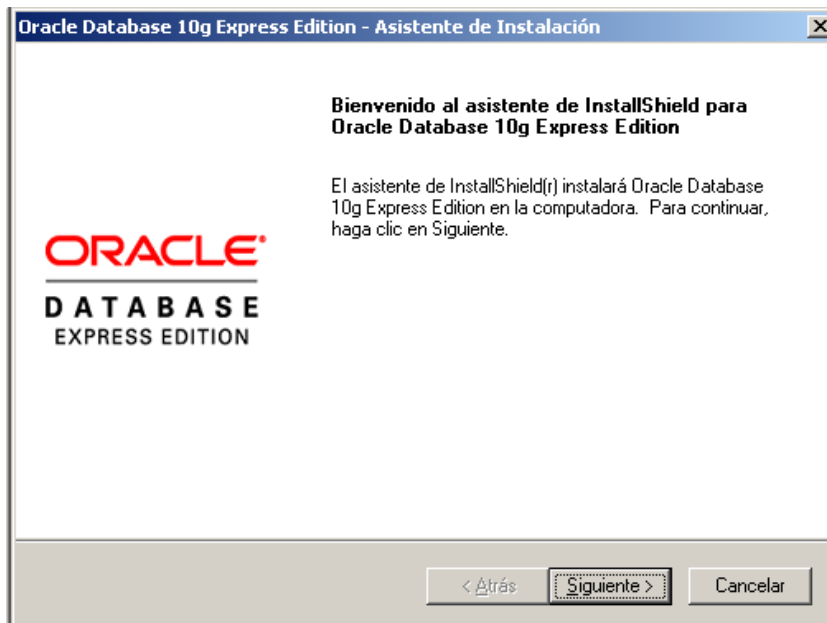 Oracle Database 10g Express Edition - Asistente de Instalación
Bienvenido al asistente de InstallShield para
Oracle Database 10g Express Edition
El asistente de InstallShield(r) instalará Oracle Database
10g Express Edition en la computadora.  Para continuar,
haga clic en Siguiente.
ORACLE
DATABASE
EXPRESS EDITION
< Atrás
Siguiente >
Cancelar